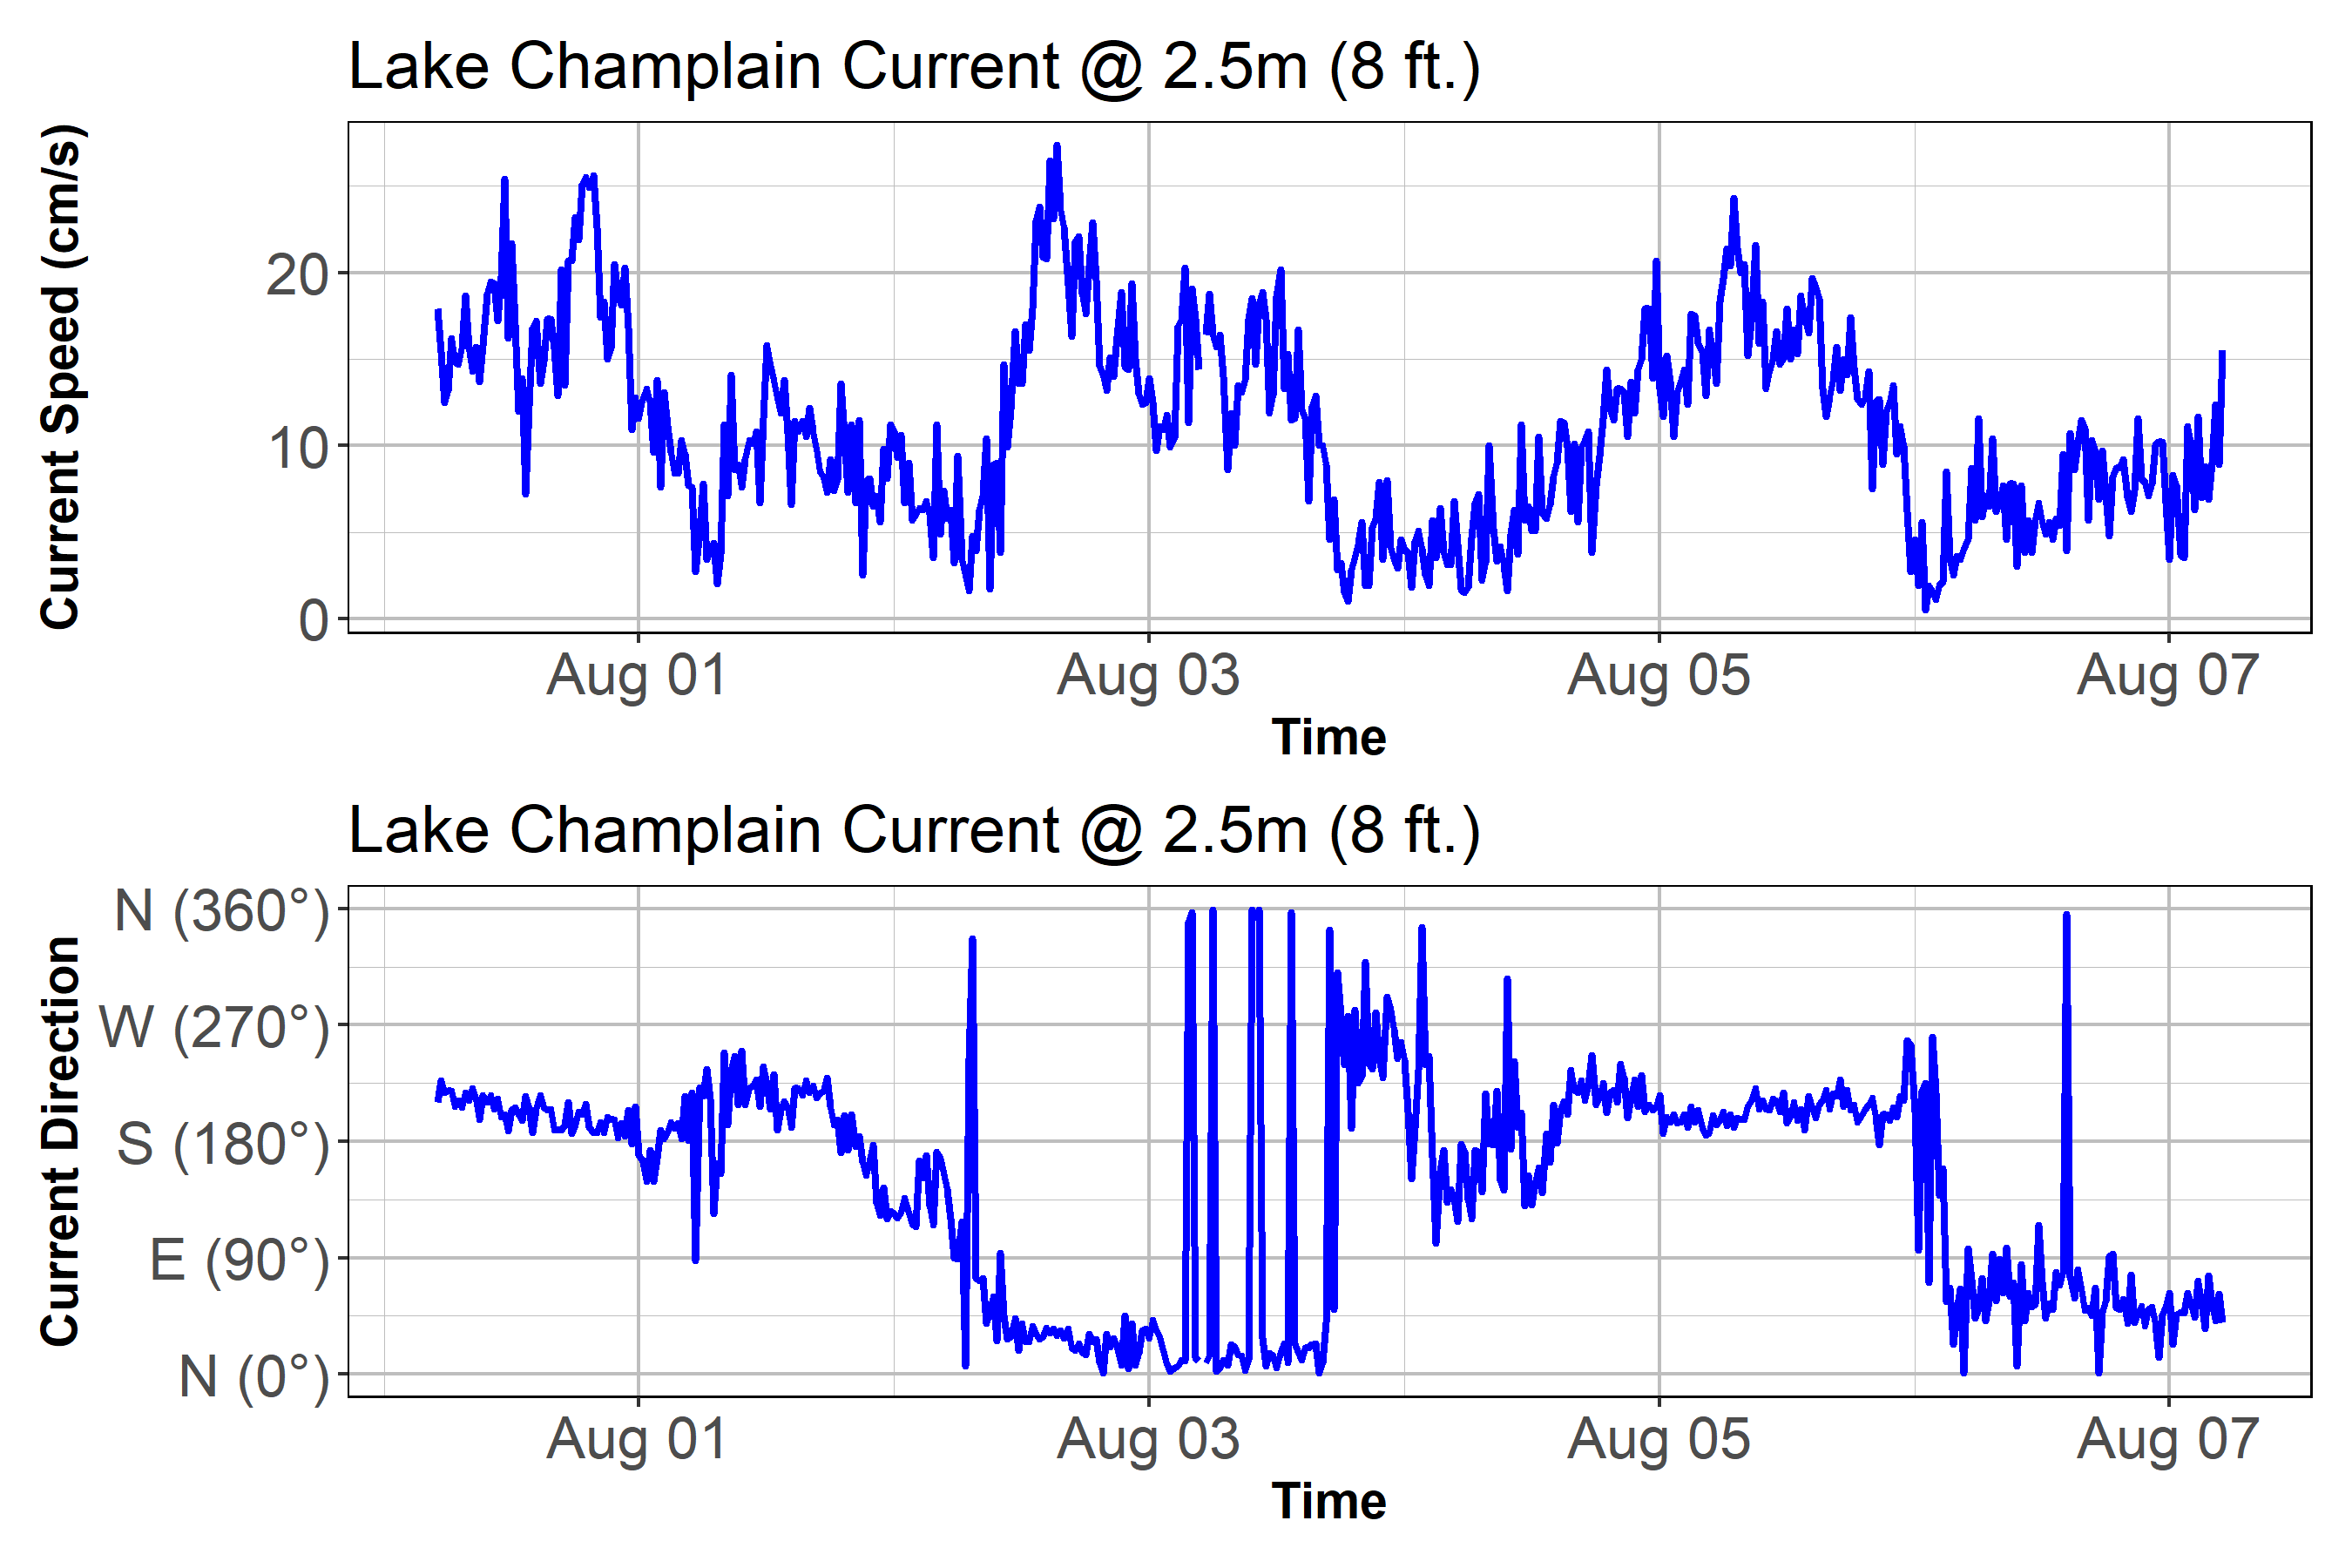 Lake Champlain Current @ 2.5m (8 ft.)
Current Speed (cm/s)
20
10
0
Aug 01
Aug 03
Aug 05
Aug 07
Time
Lake Champlain Current @ 2.5m (8 ft.)
Current Direction
N (360°)
W (270°)
S (180°)
E (90°)
N (0°)
Aug 01
Aug 03
Aug 05
Aug 07
Time